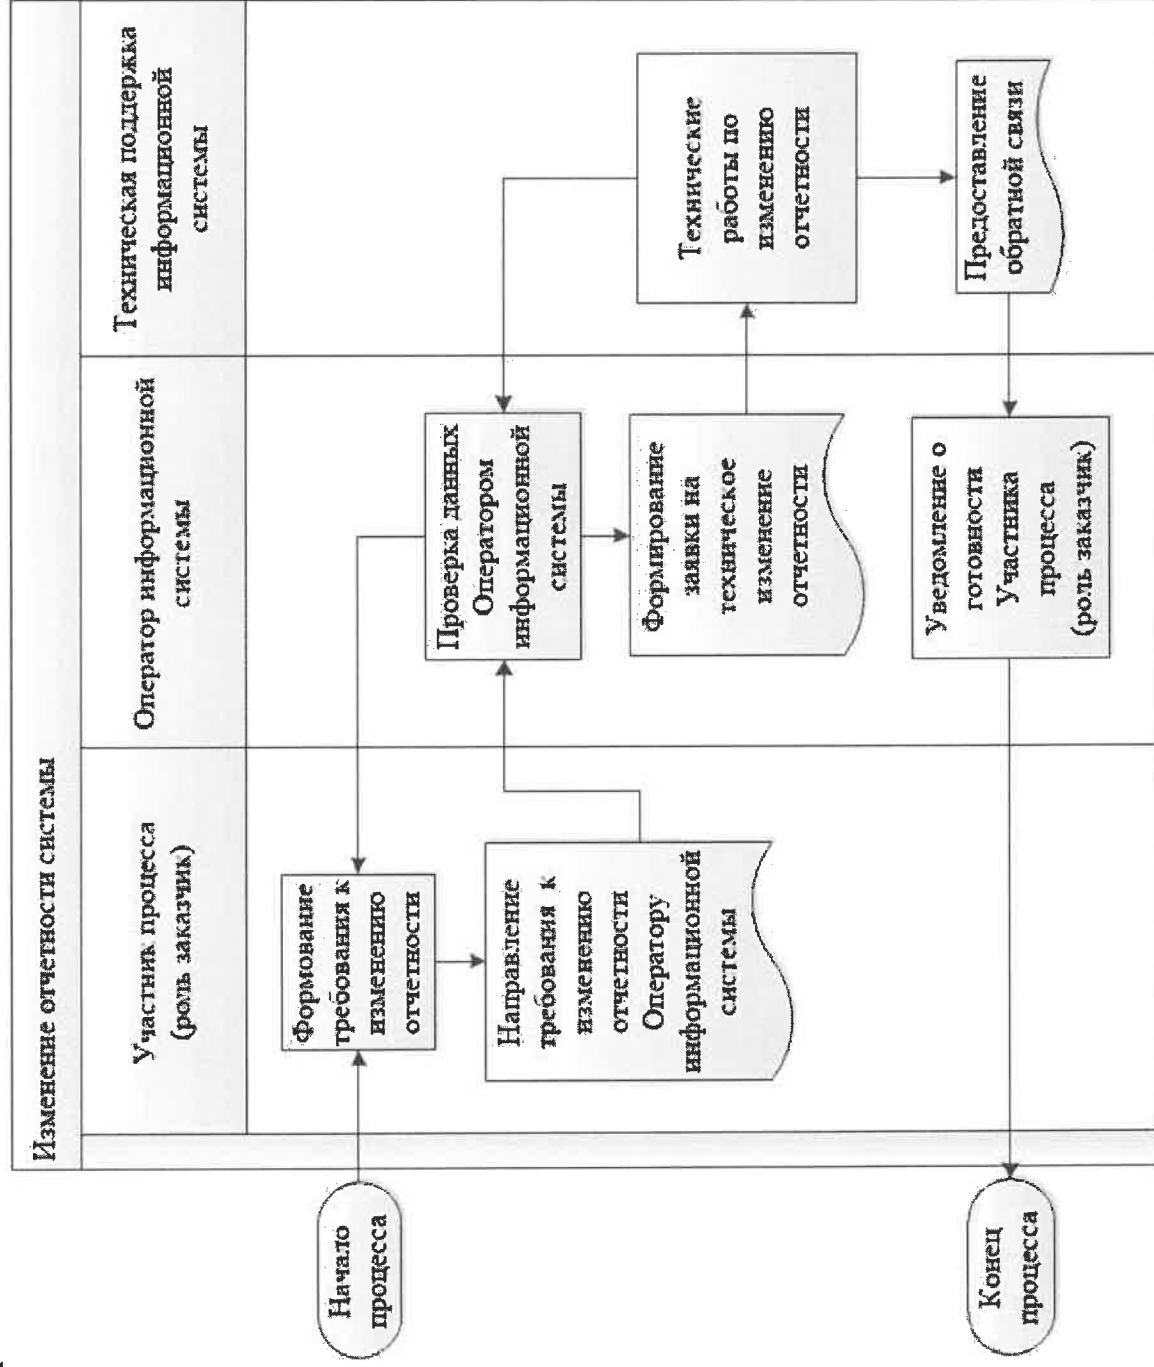 Изменение отчетности системы
Участник процесса
(роль заказчик)
Оператор информационной
системы
Техническая поддержка
информационной
системы
Начало
процесса
Формование
требования к
изменению
отчетности
Направление
требования к
изменению
отчетности
Оператору
информационной
системы
Проверка данных
Оператором
информационной
системы
Формирование
заявки на
техническое
изменение
отчетности
Технические
работы по
изменению
отчетности
Предоставление
обратной связи
Уведомление о
готовности
Участника
процесса
(роль заказчик)
Конец
процесса